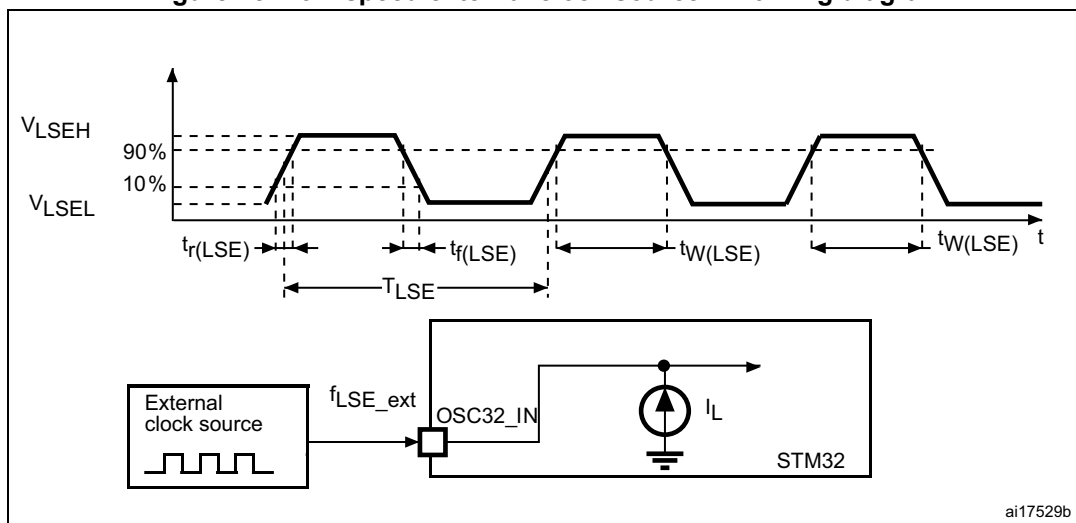 V_LSEH
90%
10%
V_LSEL
t_r(LSE)
t_f(LSE)
t_W(LSE)
t_W(LSE)
t
T_LSE
External
clock source
f_LSE_ext
OSC32_IN
I_L
STM32
ai17529b